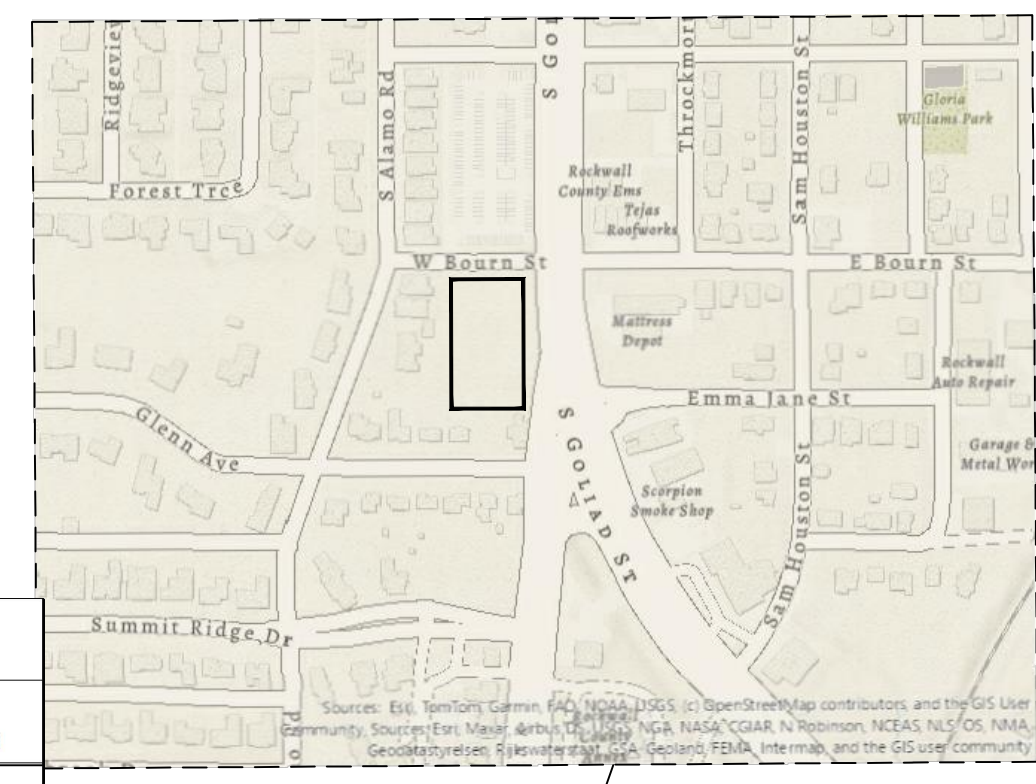 Ridgeview
S Alamo Rd
S Gol
Throckmort
Sam Houston St
Gloria
Williams Park
Forest Trce
Rockwall
County Ems
Tejas
Roofworks
W Bourn St
E Bourn St
Mattress
Depot
Rockwall
Auto Repair
Emma Jane St
Glenn Ave
S GOLIAD ST
Garage &
Metal Wor
Scorpion
Smoke Shop
Sam Houston St
Summit Ridge Dr
Rockwall
County
Annex
Sources: Esri, TomTom, Garmin, FAO, NOAA, USGS, (c) OpenStreetMap contributors, and the GIS User
Community, Sources: Esri, Maxar, Airbus DS, USGS, NGA, NASA, CGIAR, N Robinson, NCEAS, NLS, OS, NMA,
Geodatastyrelsen, Rijkswaterstaat, GSA, Geoland, FEMA, Intermap, and the GIS user community